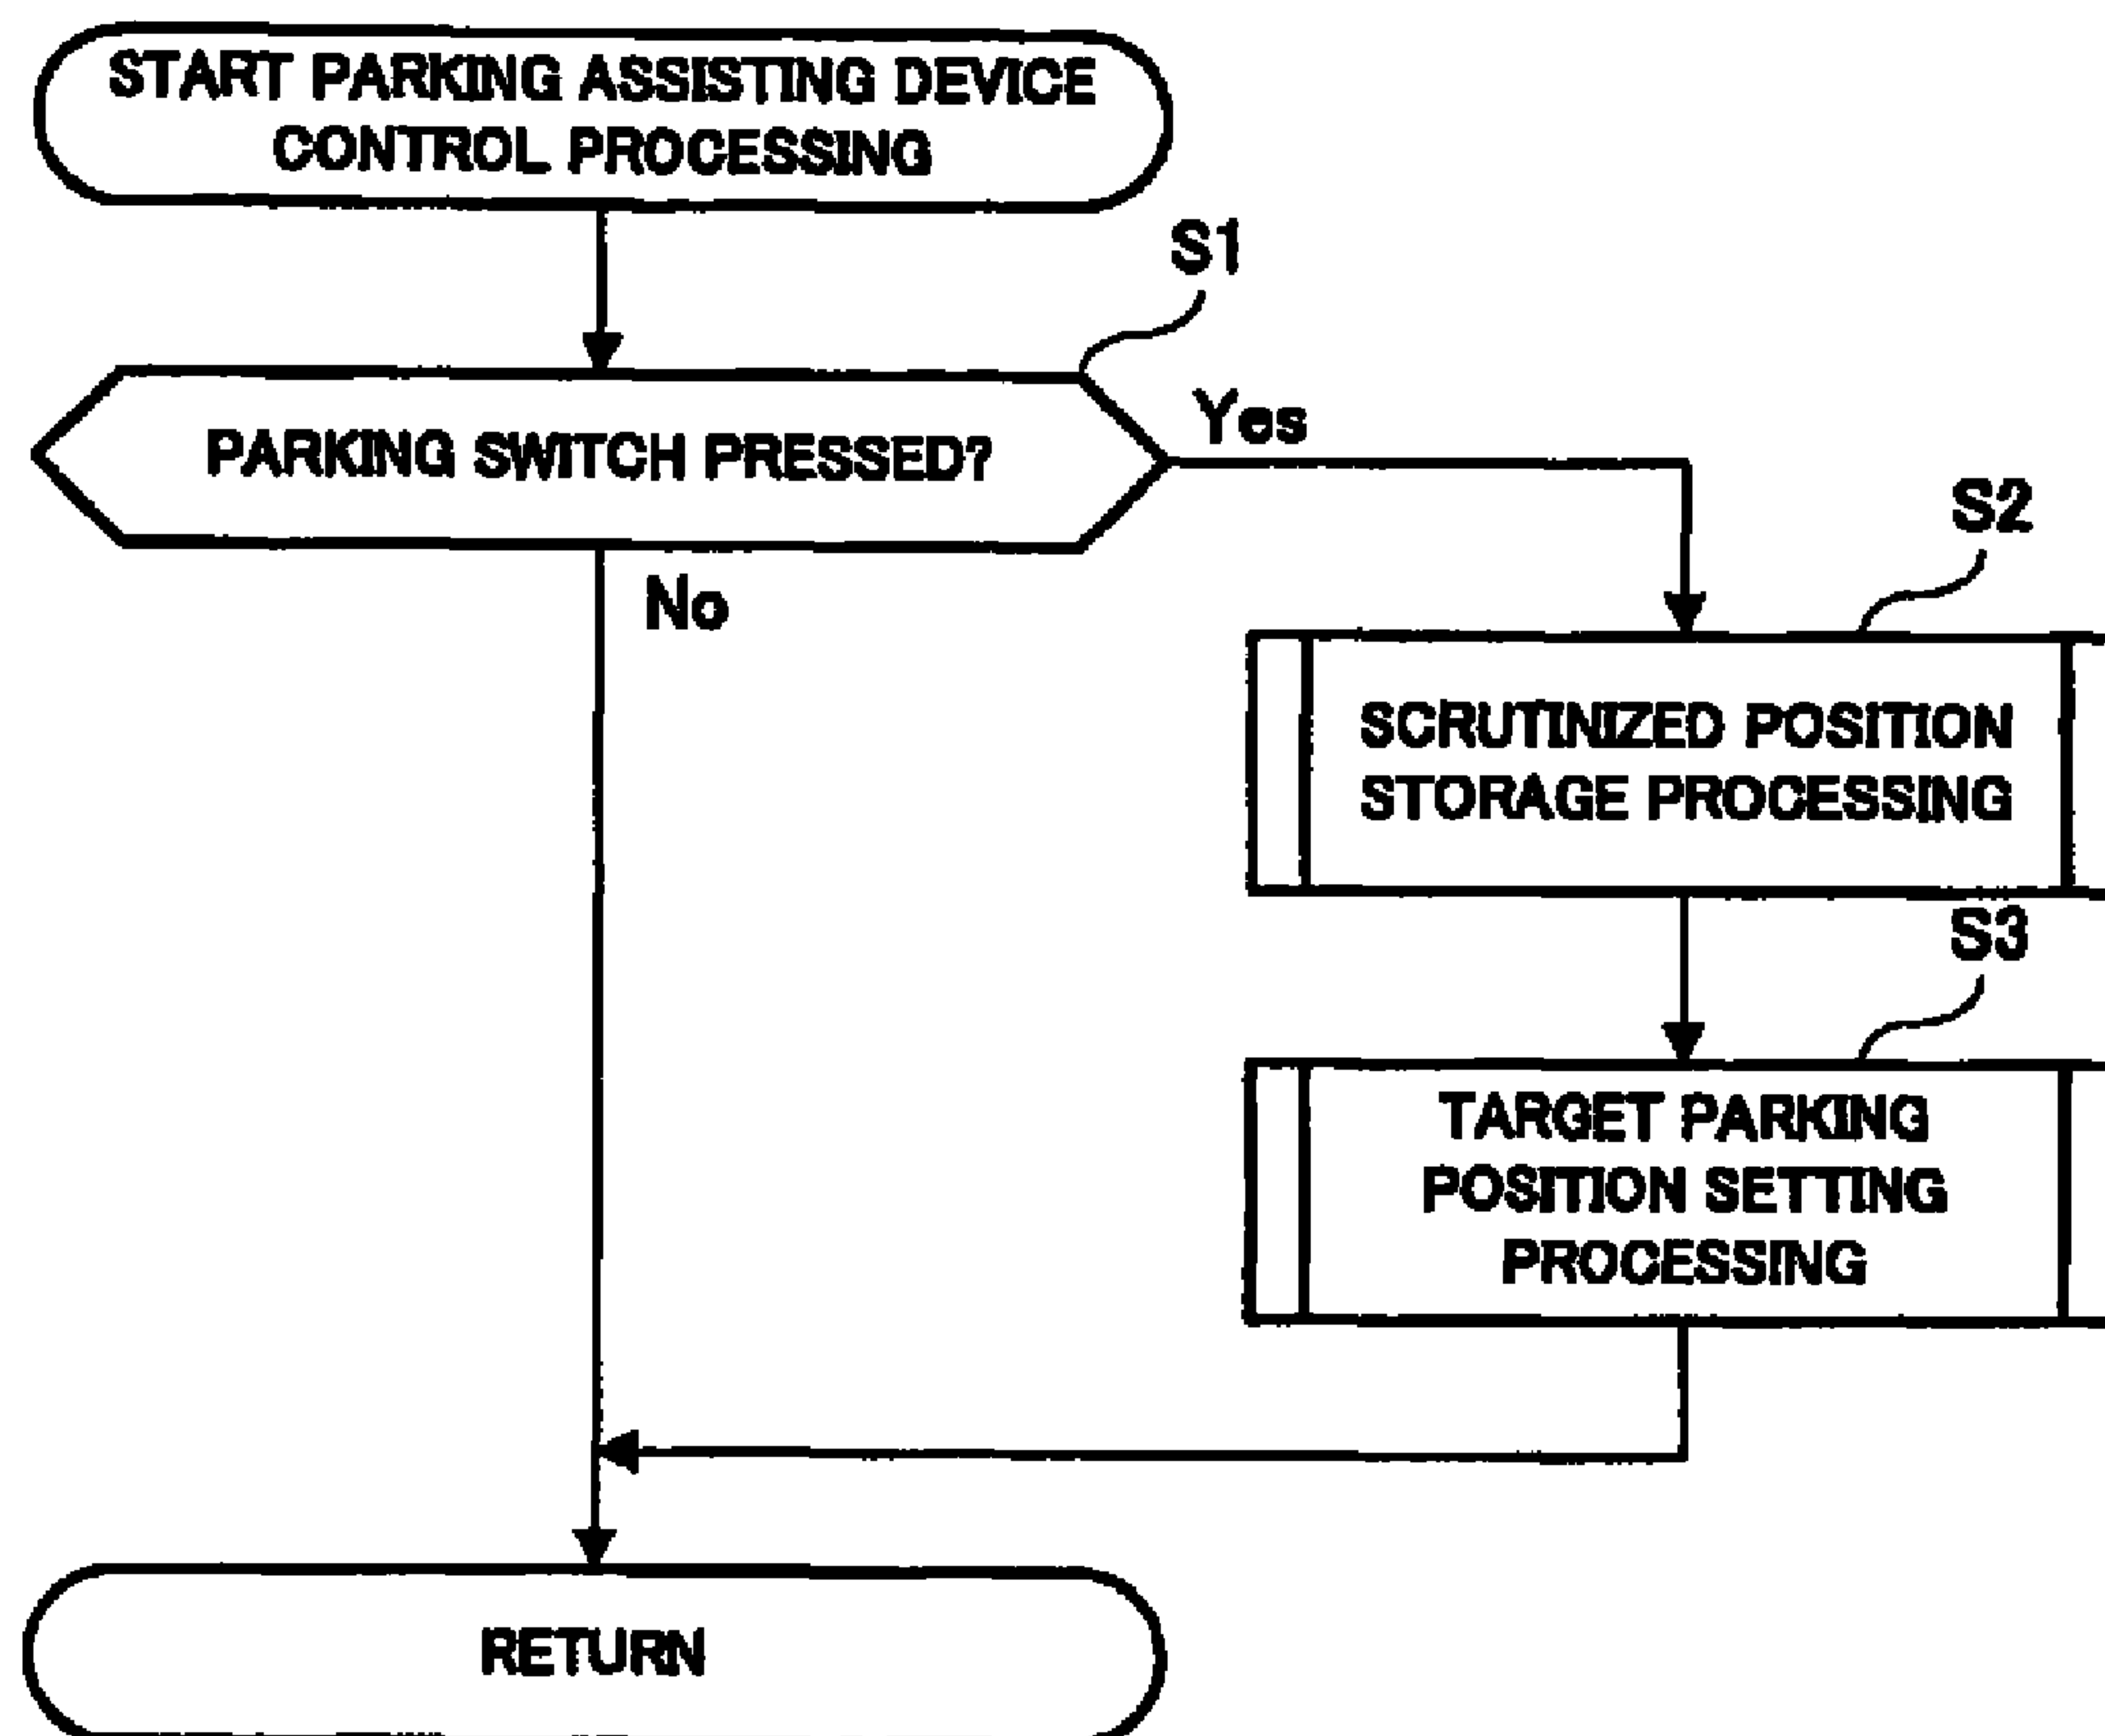 START PARKING ASSISTING DEVICE
CONTROL PROCESSING
S1
PARKING SWITCH PRESSED?
Yes
No
S2
SCRUTINIZED POSITION
STORAGE PROCESSING
S3
TARGET PARKING
POSITION SETTING
PROCESSING
RETURN